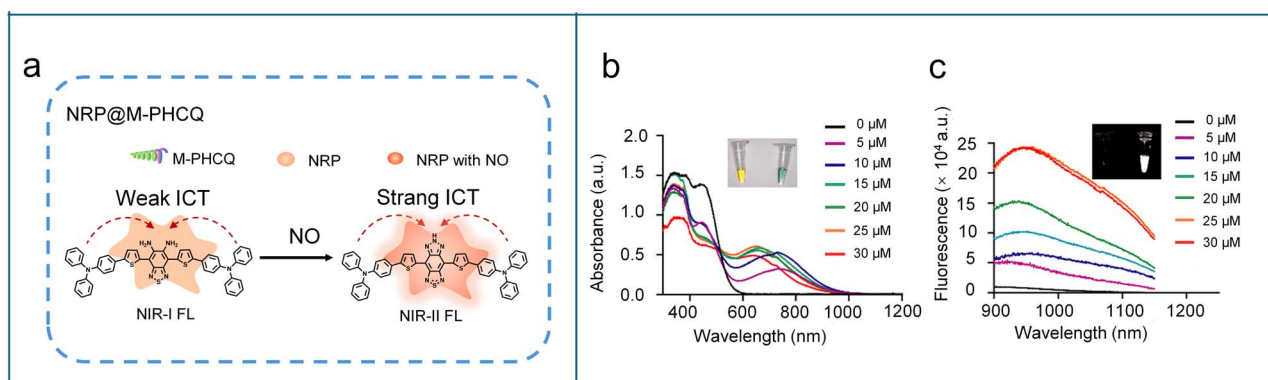 a
NRP@M-PHCQ
M-PHCQ
NRP
NRP with NO
Weak ICT
Strang ICT
H₂N
NH₂
S
S
N
N
N
S
N
NIR-I FL
NO
H
N
N
N
S
S
N
N
N
S
N
NIR-II FL
b
Absorbance (a.u.)
2.0
1.5
1.0
0.5
0.0
400
600
800
1000
1200
Wavelength (nm)
0 µM
5 µM
10 µM
15 µM
20 µM
25 µM
30 µM
c
Fluorescence (× 10⁴ a.u.)
25
20
15
10
5
0
900
1000
1100
1200
Wavelength (nm)
0 µM
5 µM
10 µM
15 µM
20 µM
25 µM
30 µM